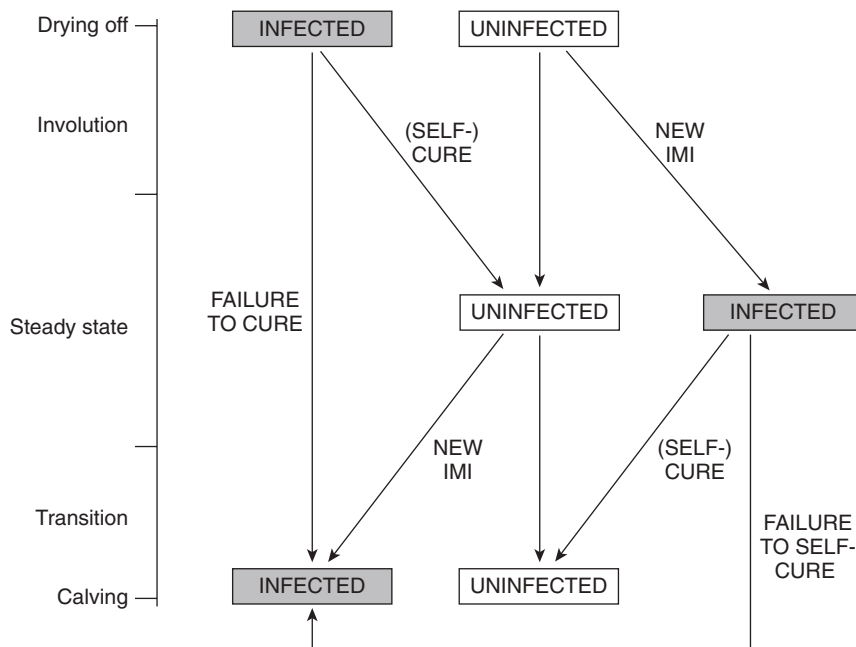 Drying off
INFECTED
UNINFECTED
Involution
(SELF-)
CURE
NEW
IMI
FAILURE
TO CURE
UNINFECTED
INFECTED
Steady state
NEW
IMI
(SELF-)
CURE
Transition
FAILURE
TO SELF-
CURE
INFECTED
UNINFECTED
Calving